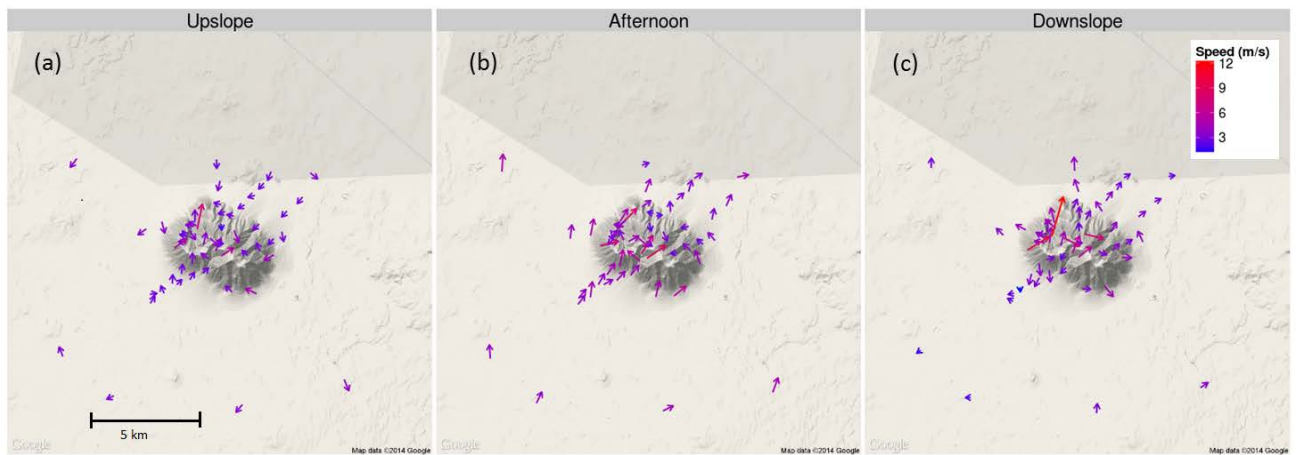 Upslope
Afternoon
Downslope
(a)
(b)
(c)
Speed (m/s)
12
9
6
3
5 km
Google
Map data ©2014 Google
Google
Map data ©2014 Google
Google
Map data ©2014 Google